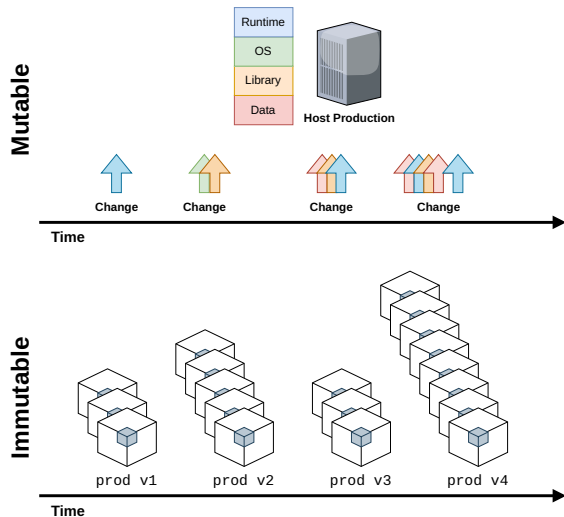 Mutable
Runtime
OS
Library
Data
Host Production
Change
Change
Change
Change
Time
Immutable
prod v1
prod v2
prod v3
prod v4
Time